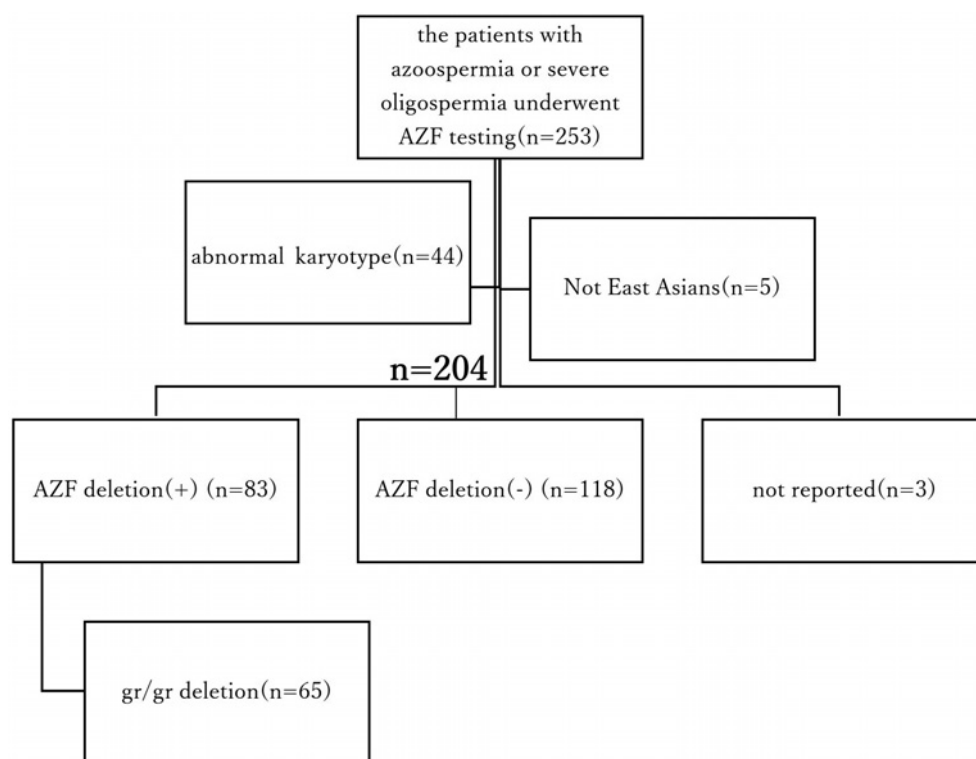 the patients with
azoospermia or severe
oligospermia underwent
AZF testing(n=253)
abnormal karyotype(n=44)
Not East Asians(n=5)
n=204
AZF deletion(+) (n=83)
AZF deletion(-) (n=118)
not reported(n=3)
gr/gr deletion(n=65)